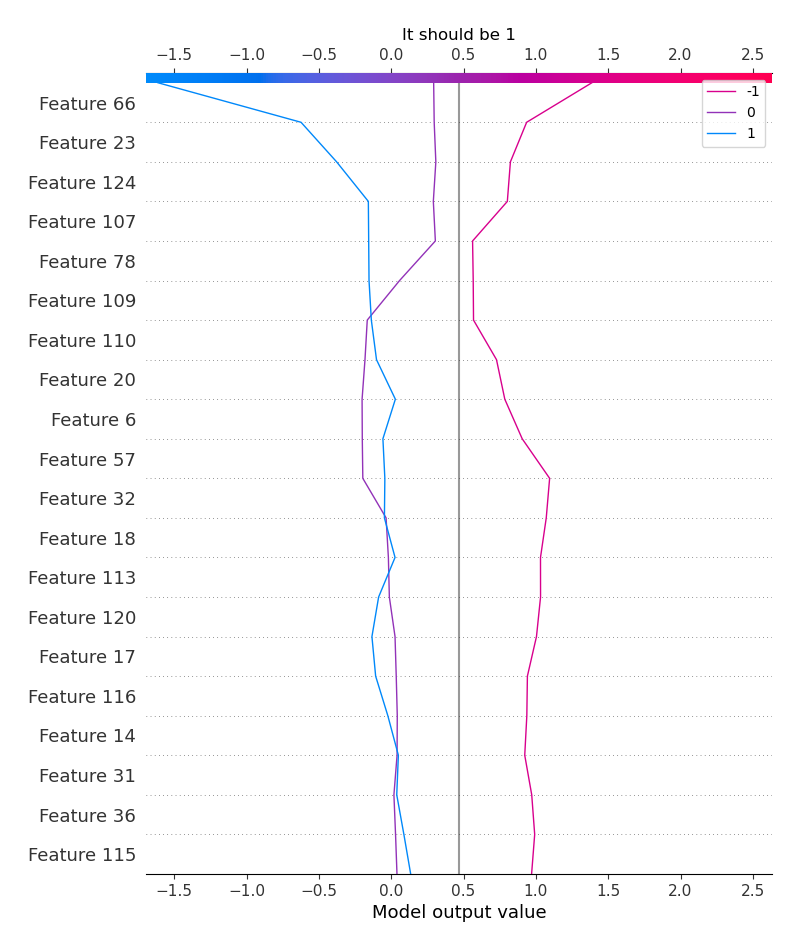 It should be 1
−1.5 −1.0 −0.5 0.0 0.5 1.0 1.5 2.0 2.5
-1
0
1
Feature 66
Feature 23
Feature 124
Feature 107
Feature 78
Feature 109
Feature 110
Feature 20
Feature 6
Feature 57
Feature 32
Feature 18
Feature 113
Feature 120
Feature 17
Feature 116
Feature 14
Feature 31
Feature 36
Feature 115
−1.5 −1.0 −0.5 0.0 0.5 1.0 1.5 2.0 2.5
Model output value